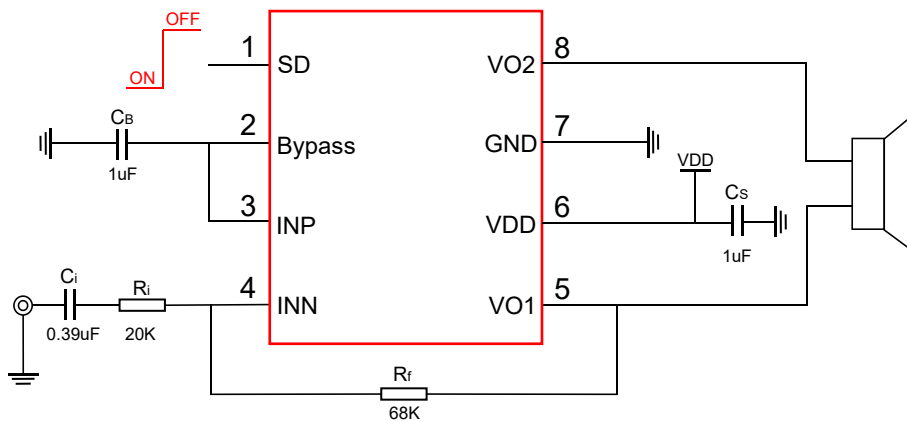 OFF
ON
1
SD
VO2
8
CB
1uF
2
Bypass
GND
7
VDD
3
INP
VDD
6
CS
1uF
Ci
0.39uF
Ri
20K
4
INN
VO1
5
Rf
68K